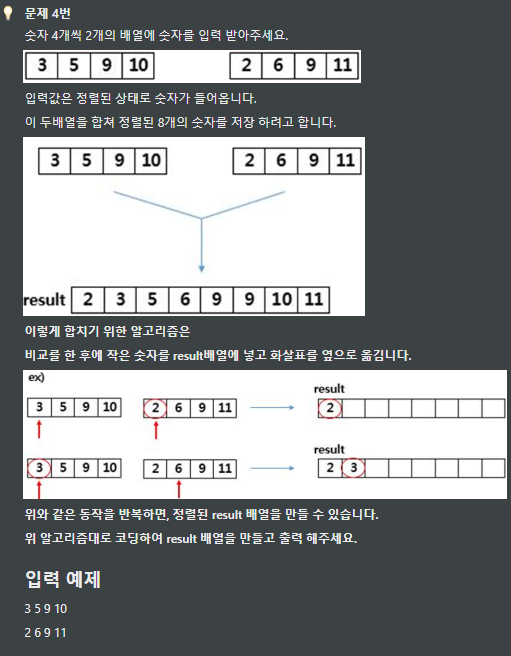 문제 4번
숫자 4개씩 2개의 배열에 숫자를 입력 받아주세요.
3 5 9 10 2 6 9 11
입력값은 정렬된 상태로 숫자가 들어옵니다.
이 두배열을 합쳐 정렬된 8개의 숫자를 저장 하려고 합니다.
3 5 9 10 2 6 9 11
result 2 3 5 6 9 9 10 11
이렇게 합치기 위한 알고리즘은
비교를 한 후에 작은 숫자를 result배열에 넣고 화살표를 옆으로 옮김니다.
ex)
result
3 5 9 10 2 6 9 11 2
result
3 5 9 10 2 6 9 11 2 3
위와 같은 동작을 반복하면, 정렬된 result 배열을 만들 수 있습니다.
위 알고리즘대로 코딩하여 result 배열을 만들고 출력 해주세요.
입력 예제
3 5 9 10
2 6 9 11